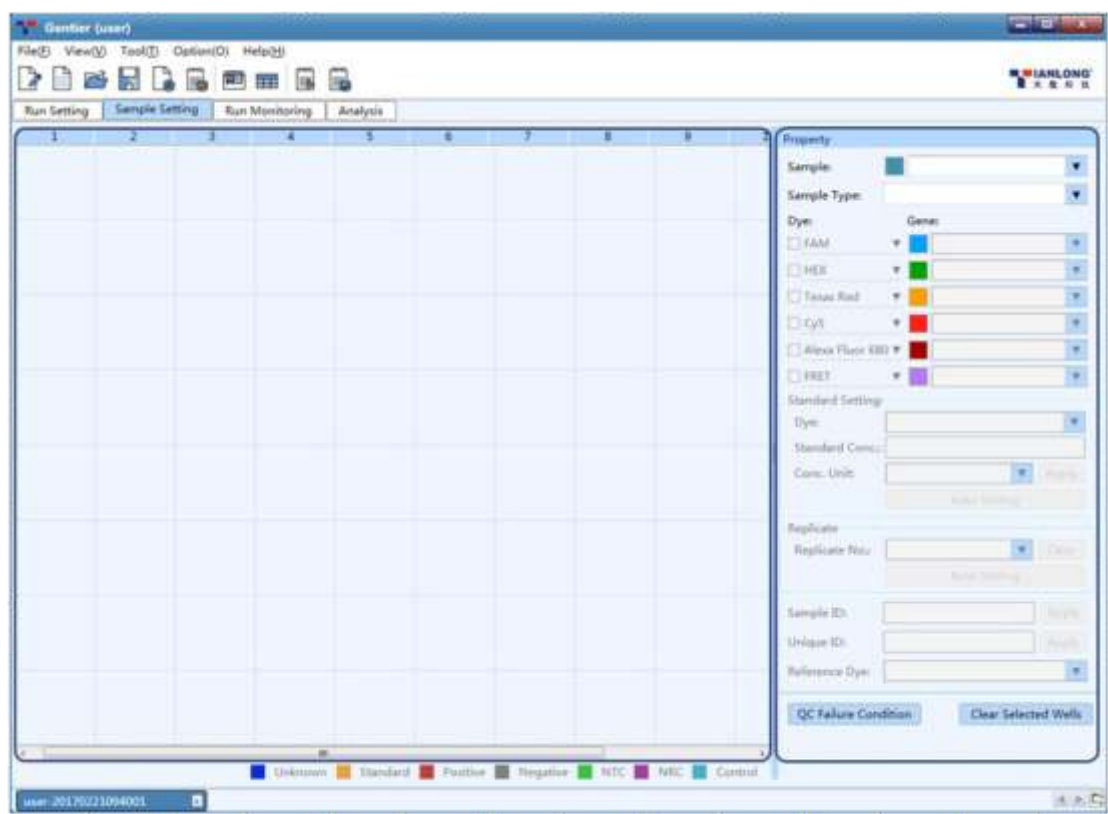 Gentier (user)
File(F) View(V) Tool(T) Option(O) Help(H)
TIANLONG
天隆科技
Run Setting Sample Setting Run Monitoring Analysis
1 2 3 4 5 6 7 8 9
Property
Sample:
Sample Type:
Dye: Gene:
FAM
HEX
Texas Red
Cy5
Alexa Fluor 680
FRET
Standard Setting:
Dye:
Standard Conc.:
Conc. Unit: Apply
Auto Setting
Replicate
Replicate No.: Clear
Auto Setting
Sample ID: Apply
Unique ID: Apply
Reference Dye:
QC Failure Condition Clear Selected Wells
Unknown Standard Positive Negative NTC NRC Control
user-20170221094001